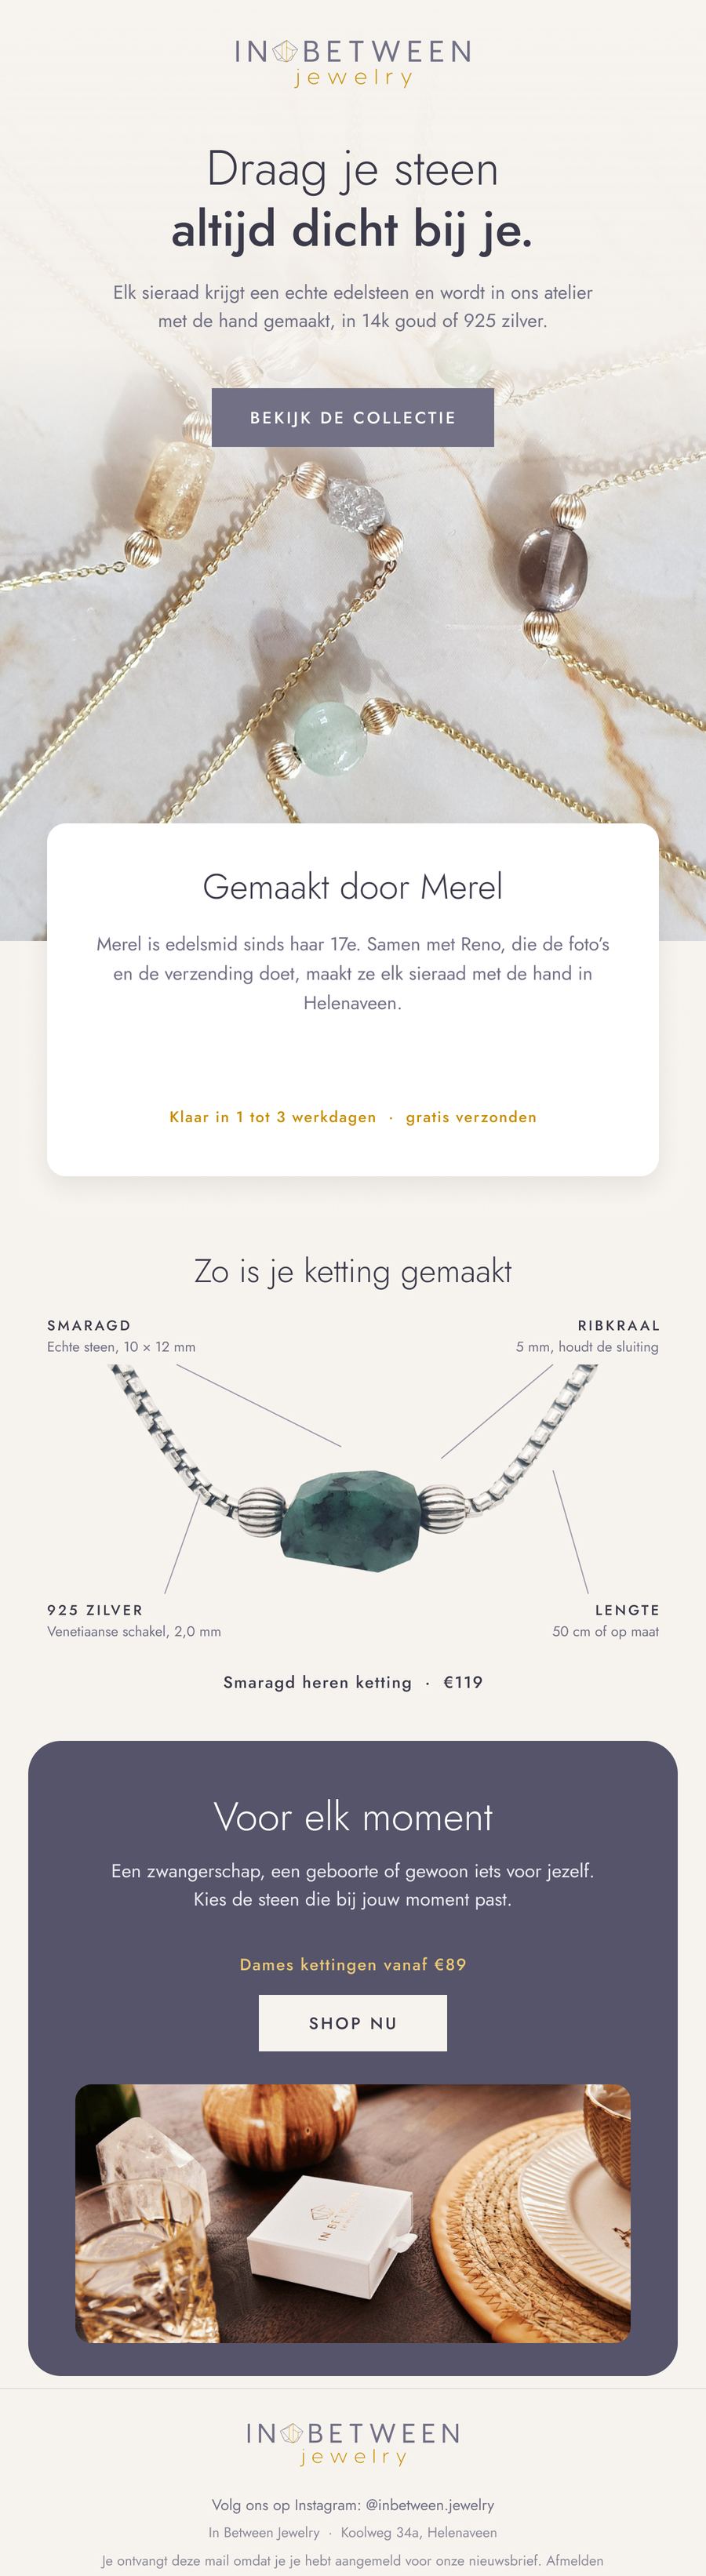 IN BETWEEN
jewelry
Draag je steen
altijd dicht bij je.
Elk sieraad krijgt een echte edelsteen en wordt in ons atelier
met de hand gemaakt, in 14k goud of 925 zilver.
BEKIJK DE COLLECTIE
Gemaakt door Merel
Merel is edelsmid sinds haar 17e. Samen met Reno, die de foto’s
en de verzending doet, maakt ze elk sieraad met de hand in
Helenaveen.
Klaar in 1 tot 3 werkdagen · gratis verzonden
Zo is je ketting gemaakt
SMARAGD
Echte steen, 10 × 12 mm
RIBKRAAL
5 mm, houdt de sluiting
925 ZILVER
Venetiaanse schakel, 2,0 mm
LENGTE
50 cm of op maat
Smaragd heren ketting · €119
Voor elk moment
Een zwangerschap, een geboorte of gewoon iets voor jezelf.
Kies de steen die bij jouw moment past.
Dames kettingen vanaf €89
SHOP NU
IN BETWEEN
jewelry
Volg ons op Instagram: @inbetween.jewelry
In Between Jewelry · Koolweg 34a, Helenaveen
Je ontvangt deze mail omdat je je hebt aangemeld voor onze nieuwsbrief. Afmelden